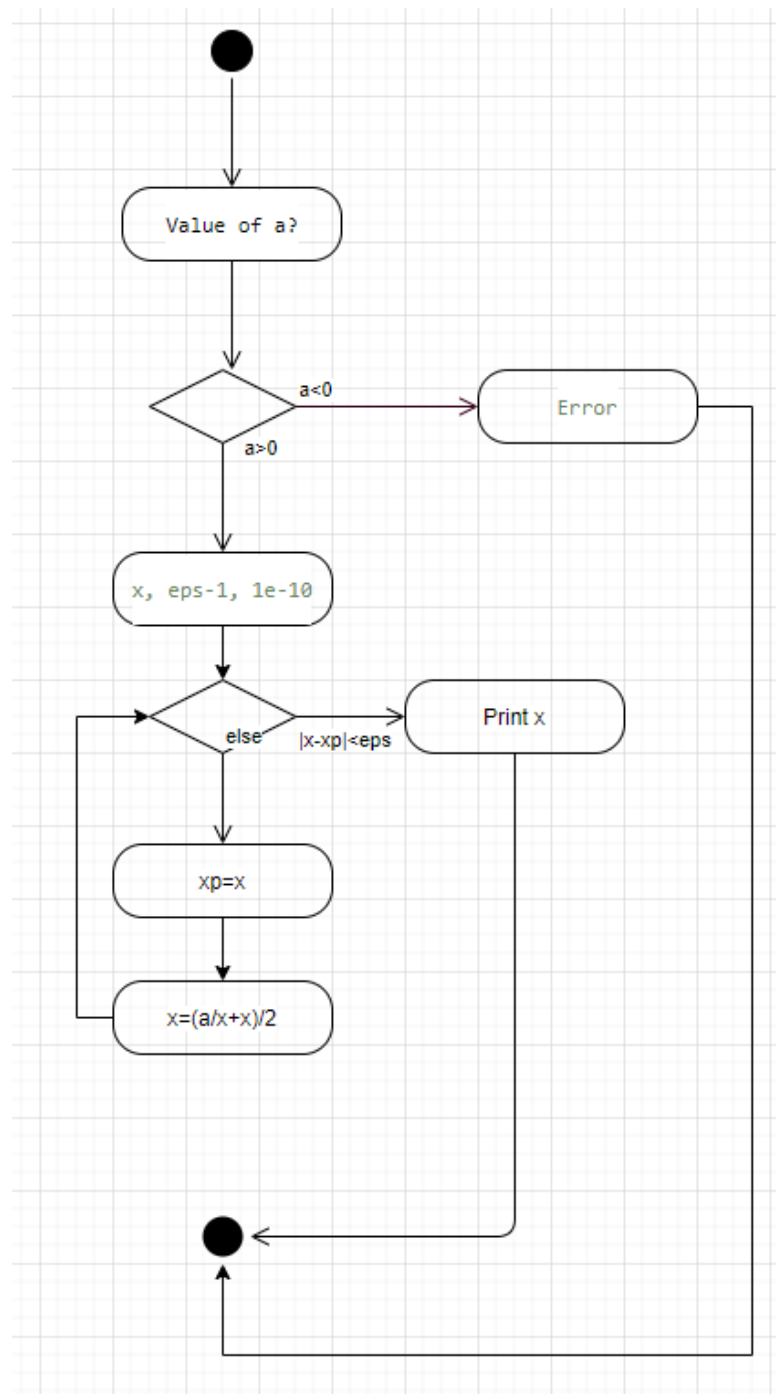 Value of a?
a<0
Error
a>0
x, eps-1, 1e-10
else
|x-xp|<eps
Print x
xp=x
x=(a/x+x)/2